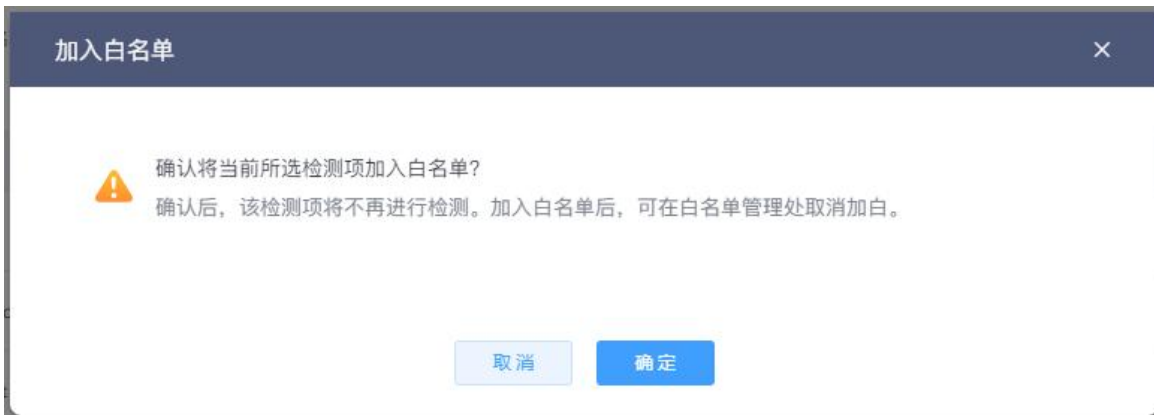 加入白名单
确认将当前所选检测项加入白名单?
确认后，该检测项将不再进行检测。加入白名单后，可在白名单管理处取消加白。
取消
确定